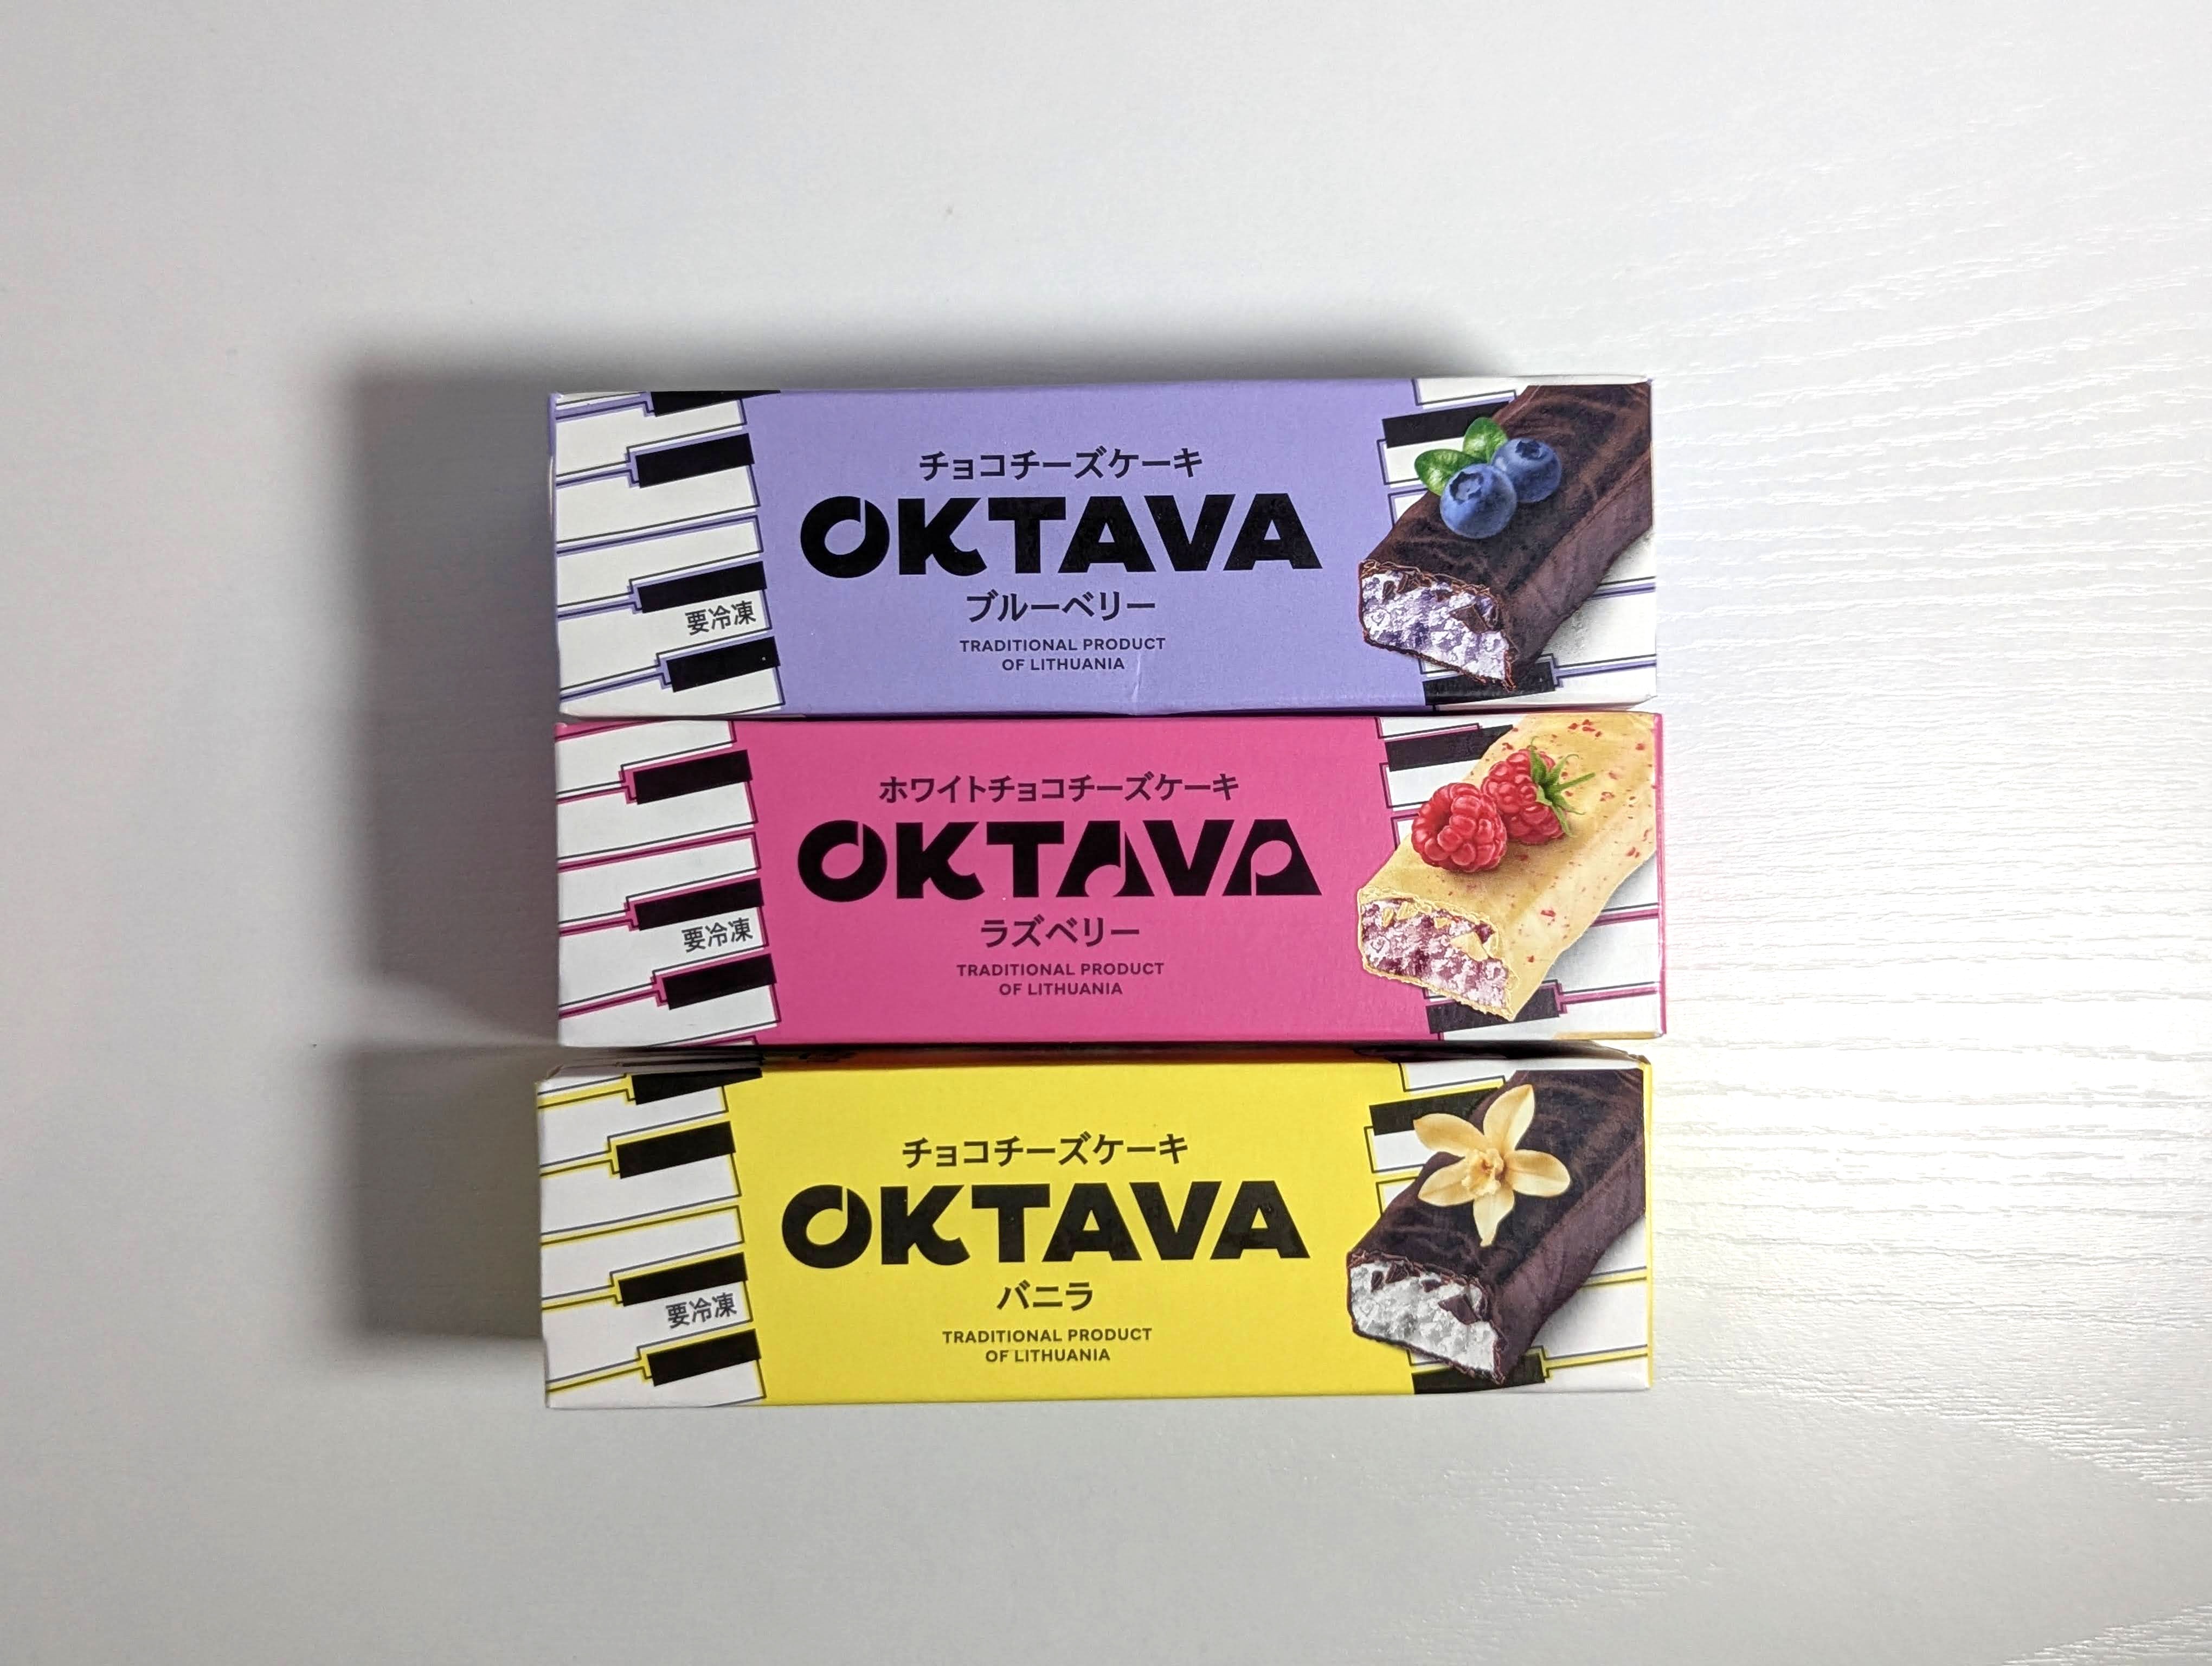 チョコチーズケーキ
OKTAVA
ブルーベリー
要冷凍
TRADITIONAL PRODUCT
OF LITHUANIA
ホワイトチョコチーズケーキ
OKTAVA
ラズベリー
要冷凍
TRADITIONAL PRODUCT
OF LITHUANIA
チョコチーズケーキ
OKTAVA
バニラ
要冷凍
TRADITIONAL PRODUCT
OF LITHUANIA